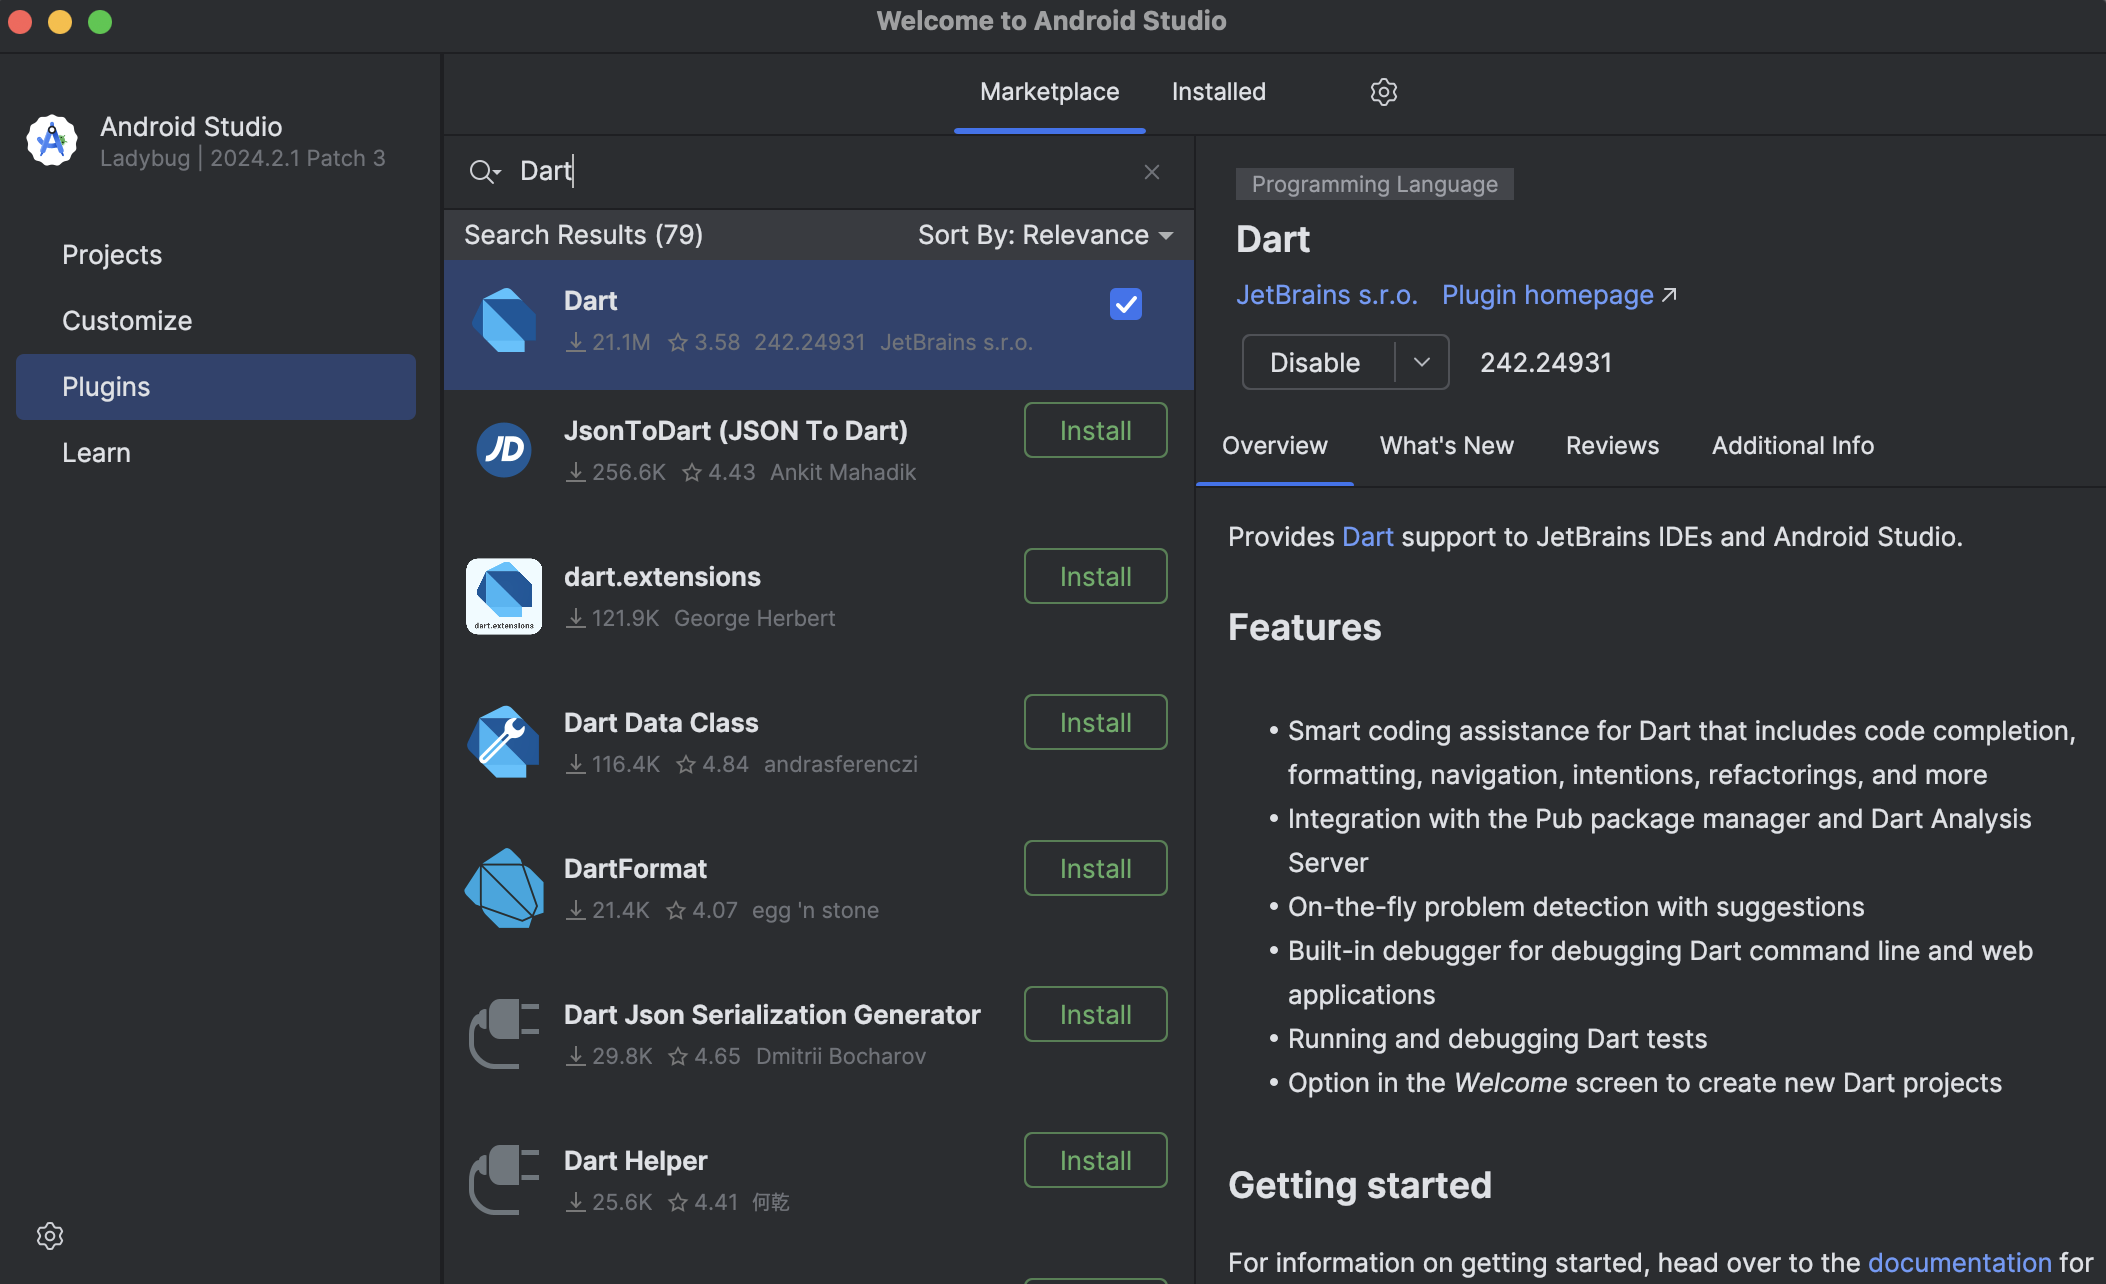 Welcome to Android Studio
Android Studio
Ladybug | 2024.2.1 Patch 3
Projects
Customize
Plugins
Learn
Marketplace
Installed
Dart
Search Results (79)
Sort By: Relevance
Dart
21.1M 3.58 242.24931 JetBrains s.r.o.
JsonToDart (JSON To Dart)
Install
256.6K 4.43 Ankit Mahadik
dart.extensions
dart.extensions
Install
121.9K George Herbert
Dart Data Class
Install
116.4K 4.84 andrasferenczi
DartFormat
Install
21.4K 4.07 egg 'n stone
Dart Json Serialization Generator
Install
29.8K 4.65 Dmitrii Bocharov
Dart Helper
Install
25.6K 4.41 何乾
Programming Language
Dart
JetBrains s.r.o. Plugin homepage
Disable
242.24931
Overview
What's New
Reviews
Additional Info
Provides Dart support to JetBrains IDEs and Android Studio.
Features
• Smart coding assistance for Dart that includes code completion,
formatting, navigation, intentions, refactorings, and more
• Integration with the Pub package manager and Dart Analysis
Server
• On-the-fly problem detection with suggestions
• Built-in debugger for debugging Dart command line and web
applications
• Running and debugging Dart tests
• Option in the Welcome screen to create new Dart projects
Getting started
For information on getting started, head over to the documentation for